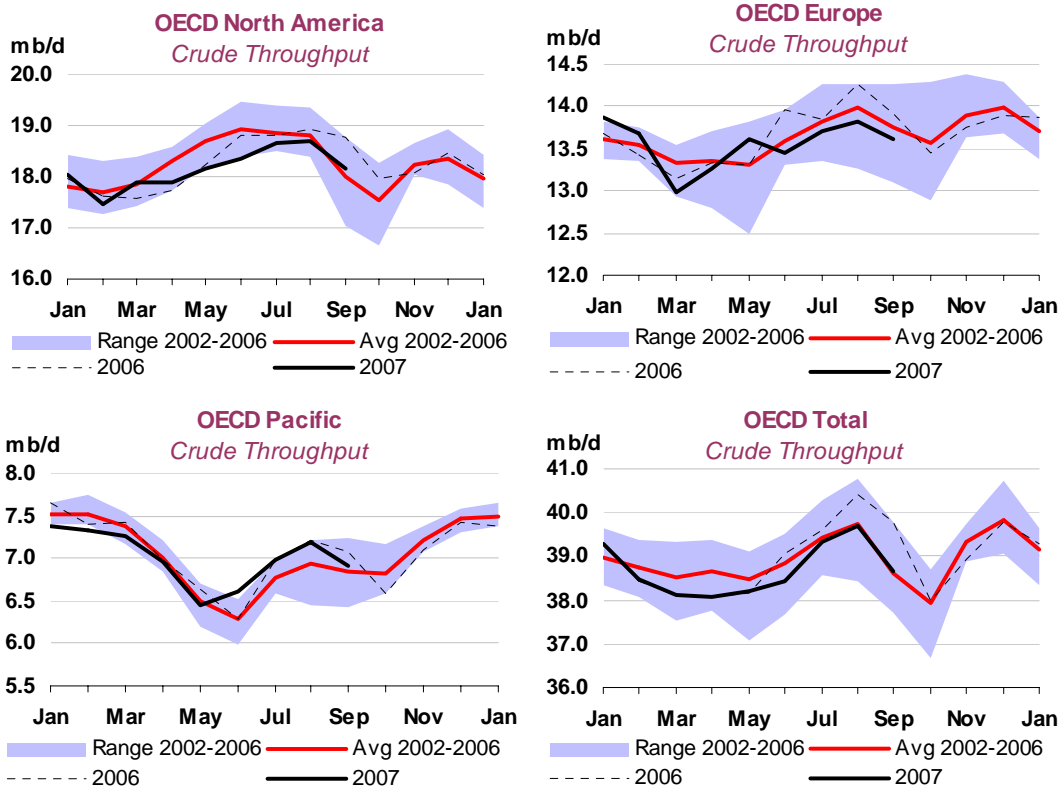 OECD North America
mb/d
Crude Throughput
20.0
19.0
18.0
17.0
16.0
Jan Mar May Jul Sep Nov Jan
Range 2002-2006 Avg 2002-2006
2006 2007
OECD Europe
mb/d
Crude Throughput
14.5
14.0
13.5
13.0
12.5
12.0
Jan Mar May Jul Sep Nov Jan
Range 2002-2006 Avg 2002-2006
2006 2007
OECD Pacific
mb/d
Crude Throughput
8.0
7.5
7.0
6.5
6.0
5.5
Jan Mar May Jul Sep Nov Jan
Range 2002-2006 Avg 2002-2006
2006 2007
OECD Total
mb/d
Crude Throughput
41.0
40.0
39.0
38.0
37.0
36.0
Jan Mar May Jul Sep Nov Jan
Range 2002-2006 Avg 2002-2006
2006 2007